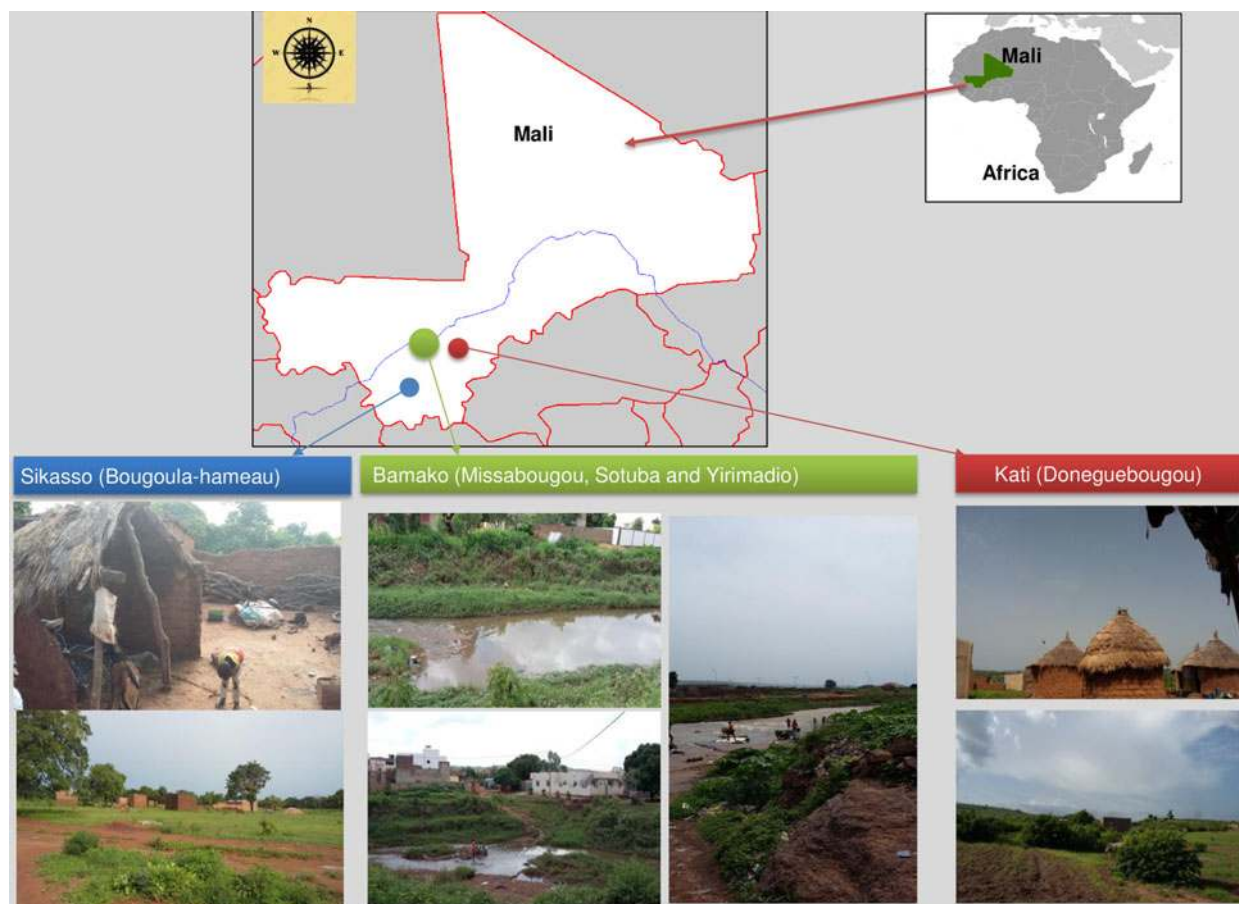 N
W
E
S
Mali
Mali
Africa
Sikasso (Bougoula-hameau)
Bamako (Missabougou, Sotuba and Yirimadio)
Kati (Doneguebougou)